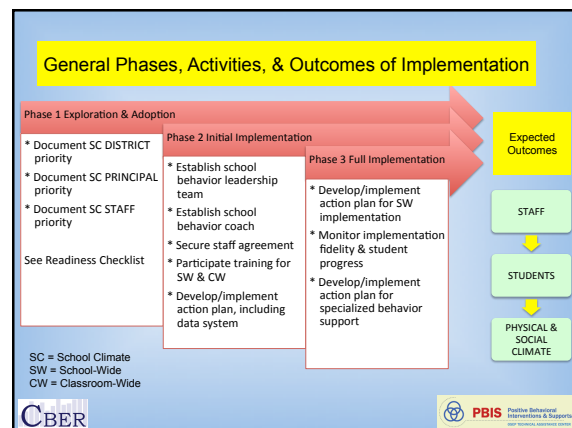 General Phases, Activities, & Outcomes of Implementation
Phase 1 Exploration & Adoption
* Document SC DISTRICT
priority
* Document SC PRINCIPAL
priority
* Document SC STAFF
priority
See Readiness Checklist
Phase 2 Initial Implementation
* Establish school
behavior leadership
team
* Establish school
behavior coach
* Secure staff agreement
* Participate training for
SW & CW
* Develop/implement
action plan, including
data system
Phase 3 Full Implementation
* Develop/implement
action plan for SW
implementation
* Monitor implementation
fidelity & student
progress
* Develop/implement
action plan for
specialized behavior
support
Expected
Outcomes
STAFF
STUDENTS
PHYSICAL &
SOCIAL
CLIMATE
SC = School Climate
SW = School-Wide
CW = Classroom-Wide
CBER
PBIS Positive Behavioral
Interventions & Supports
OSEP TECHNICAL ASSISTANCE CENTER